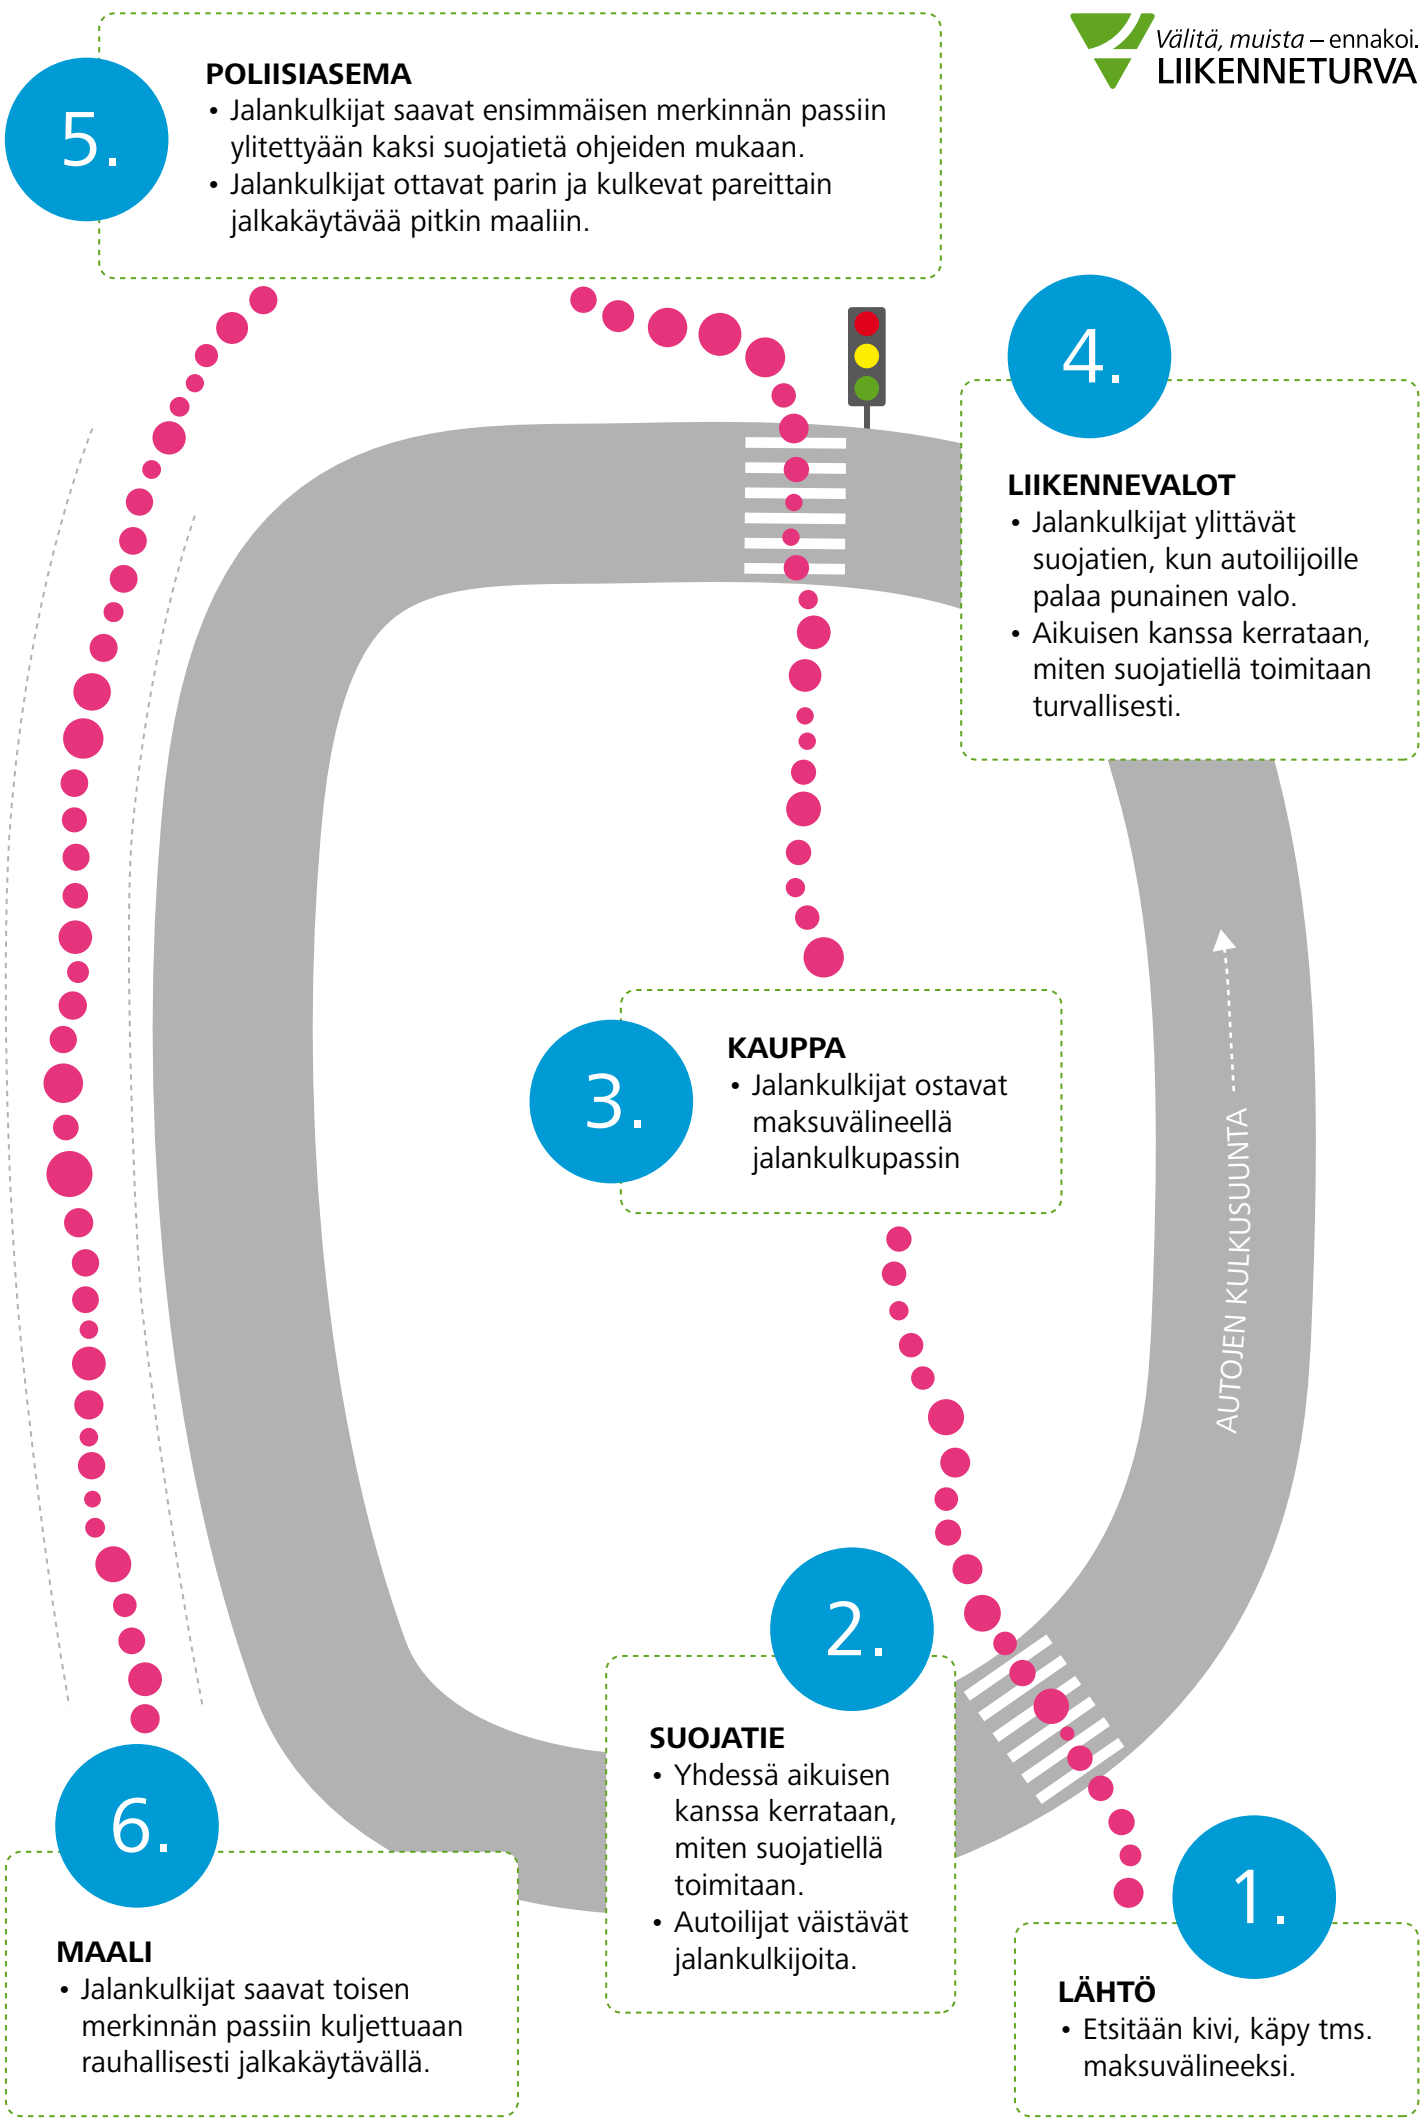 Välitä, muista – ennakoi.
LIIKENNETURVA
5.
POLIISIASEMA
• Jalankulkijat saavat ensimmäisen merkinnän passiin
ylitettyään kaksi suojatietä ohjeiden mukaan.
• Jalankulkijat ottavat parin ja kulkevat pareittain
jalkakäytävää pitkin maaliin.
4.
LIIKENNEVALOT
• Jalankulkijat ylittävät
suojatien, kun autoilijoille
palaa punainen valo.
• Aikuisen kanssa kerrataan,
miten suojatiellä toimitaan
turvallisesti.
3.
KAUPPA
• Jalankulkijat ostavat
maksuvälineellä
jalankulkupassin
AUTOJEN KULKUSUUNTA
2.
SUOJATIE
• Yhdessä aikuisen
kanssa kerrataan,
miten suojatiellä
toimitaan.
• Autoilijat väistävät
jalankulkijoita.
6.
MAALI
• Jalankulkijat saavat toisen
merkinnän passiin kuljettuaan
rauhallisesti jalkakäytävällä.
1.
LÄHTÖ
• Etsitään kivi, käpy tms.
maksuvälineeksi.